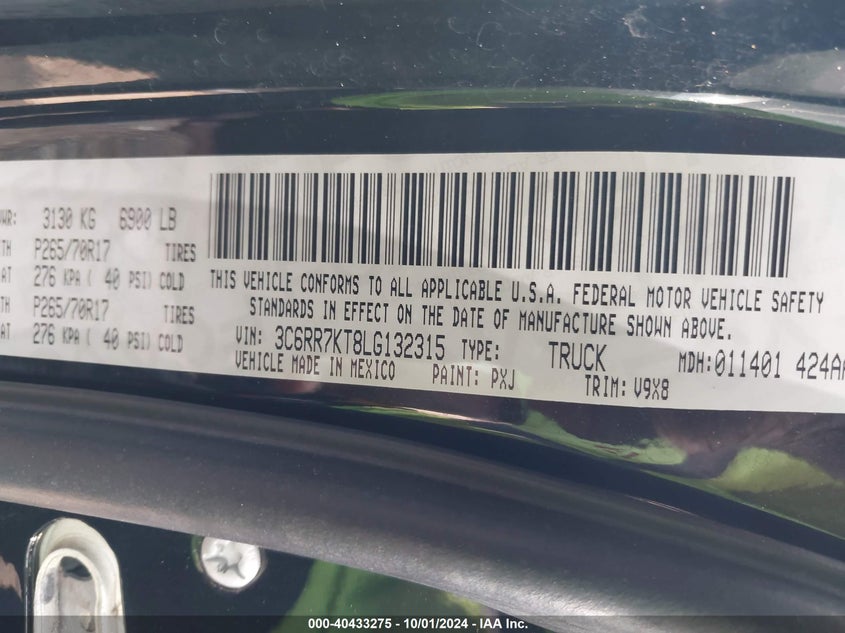 3130 KG 6900 LB
P265/70R17 TIRES
276 KPA ( 40 PSI) COLD
P265/70R17 TIRES
276 KPA ( 40 PSI) COLD
THIS VEHICLE CONFORMS TO ALL APPLICABLE U.S.A. FEDERAL MOTOR VEHICLE SAFETY
STANDARDS IN EFFECT ON THE DATE OF MANUFACTURE SHOWN ABOVE.
VIN: 3C6RR7KT8LG132315 TYPE: TRUCK MDH:011401 424A
VEHICLE MADE IN MEXICO PAINT: PXJ TRIM: V9X8
000-40433275 - 10/01/2024 - IAA Inc.